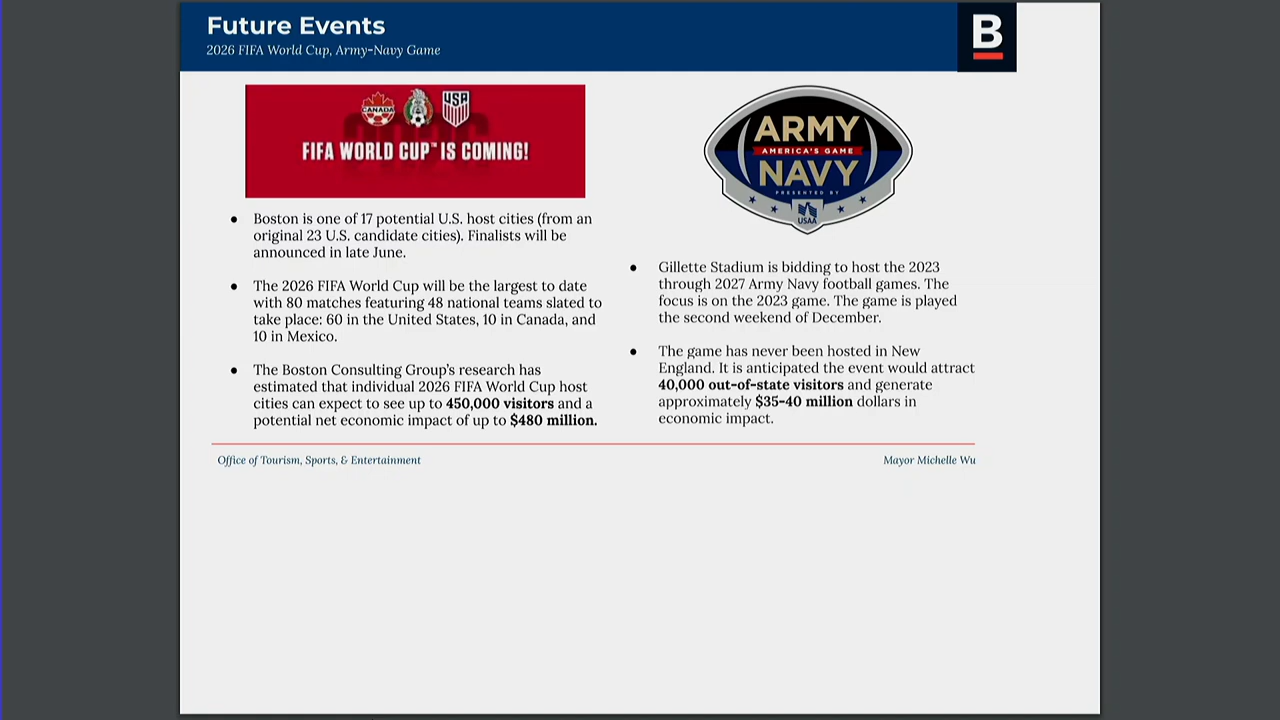 Future Events
2026 FIFA World Cup, Army-Navy Game
B
CANADA
USA
FIFA WORLD CUP™ IS COMING!
● Boston is one of 17 potential U.S. host cities (from an
original 23 U.S. candidate cities). Finalists will be
announced in late June.
● The 2026 FIFA World Cup will be the largest to date
with 80 matches featuring 48 national teams slated to
take place: 60 in the United States, 10 in Canada, and
10 in Mexico.
● The Boston Consulting Group's research has
estimated that individual 2026 FIFA World Cup host
cities can expect to see up to 450,000 visitors and a
potential net economic impact of up to $480 million.
ARMY
AMERICA'S GAME
NAVY
PRESENTED BY
USAA
● Gillette Stadium is bidding to host the 2023
through 2027 Army Navy football games. The
focus is on the 2023 game. The game is played
the second weekend of December.
● The game has never been hosted in New
England. It is anticipated the event would attract
40,000 out-of-state visitors and generate
approximately $35-40 million dollars in
economic impact.
Office of Tourism, Sports, & Entertainment
Mayor Michelle Wu